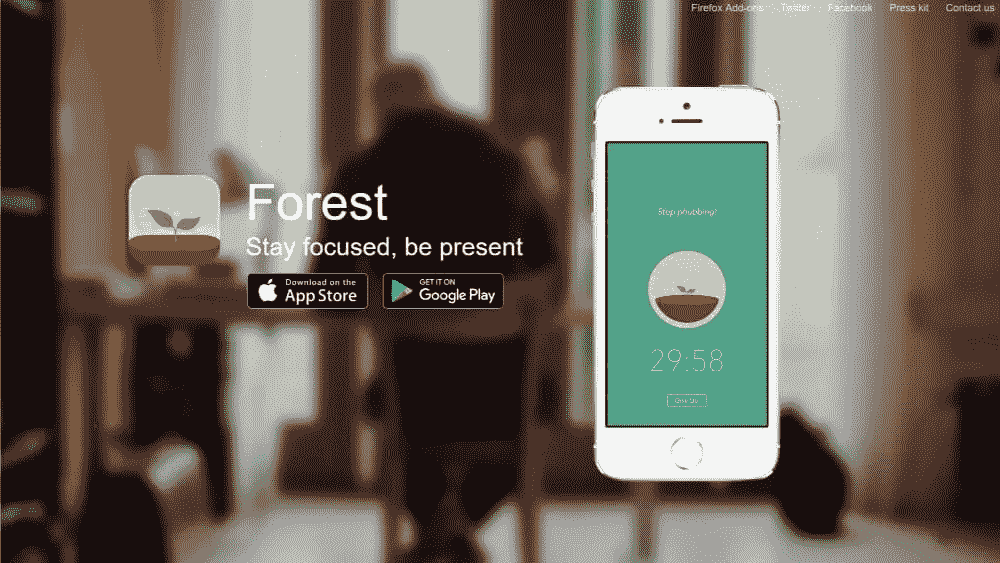 Firefox Add-ons Twitter Facebook Press kit Contact us
Forest
Stay focused, be present
Download on the
App Store
GET IT ON
Google Play
Stop phubbing!
29:58
Give Up